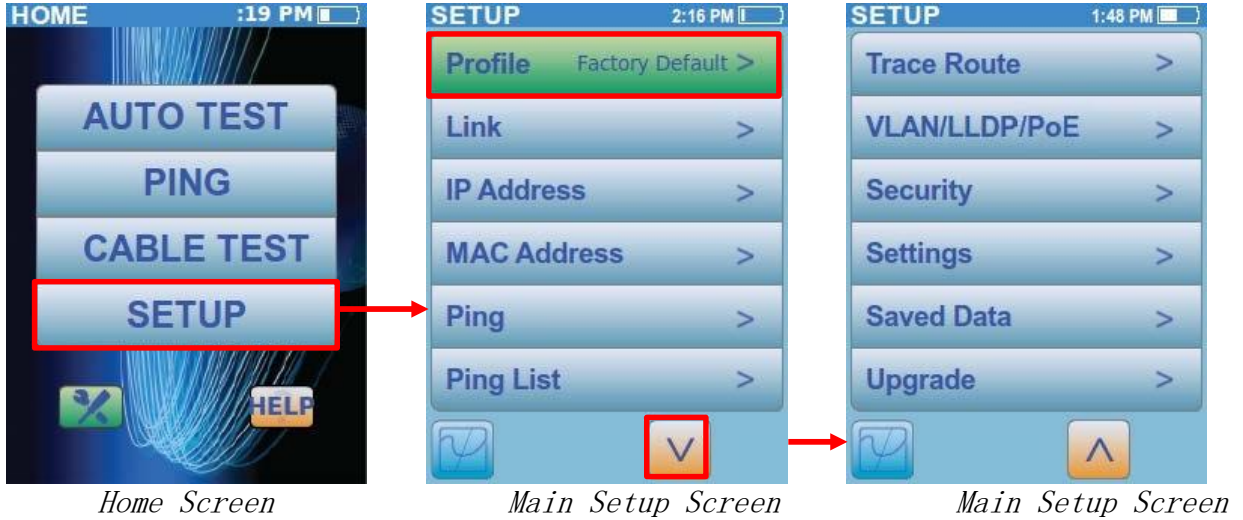 HOME :19 PM
AUTO TEST
PING
CABLE TEST
SETUP
HELP
Home Screen
SETUP 2:16 PM
Profile Factory Default >
Link >
IP Address >
MAC Address >
Ping >
Ping List >
Main Setup Screen
SETUP 1:48 PM
Trace Route >
VLAN/LLDP/PoE >
Security >
Settings >
Saved Data >
Upgrade >
Main Setup Screen